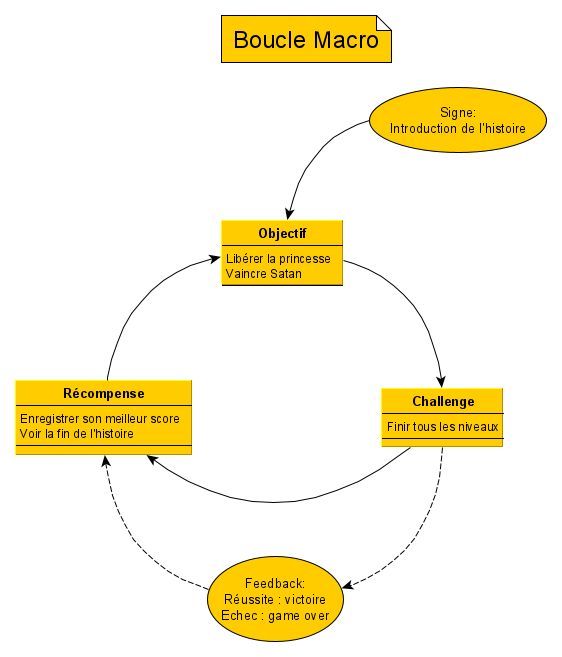 Boucle Macro
Signe:
Introduction de l'histoire
Objectif
Libérer la princesse
Vaincre Satan
Récompense
Enregistrer son meilleur score
Voir la fin de l'histoire
Challenge
Finir tous les niveaux
Feedback:
Réussite : victoire
Echec : game over